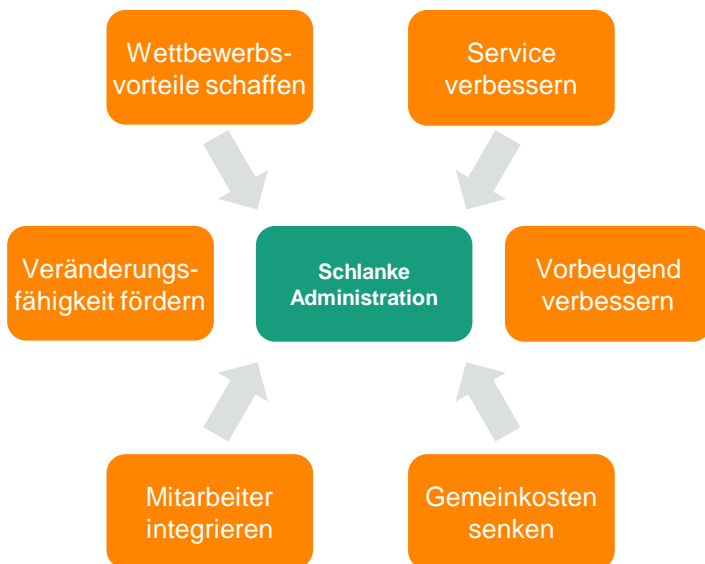 Wettbewerbs-
vorteile schaffen
Service
verbessern
Veränderungs-
fähigkeit fördern
Schlanke
Administration
Vorbeugend
verbessern
Mitarbeiter
integrieren
Gemeinkosten
senken